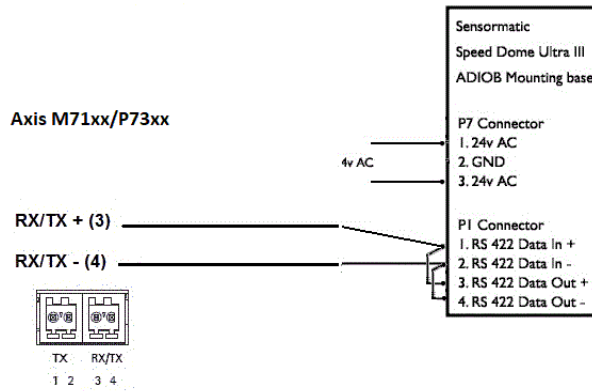 Sensormatic
Speed Dome Ultra III
ADIOB Mounting base
Axis M71xx/P73xx
P7 Connector
1. 24v AC
4v AC
2. GND
3. 24v AC
RX/TX + (3)
P1 Connector
1. RS 422 Data In +
RX/TX - (4)
2. RS 422 Data In -
3. RS 422 Data Out +
4. RS 422 Data Out -
TX RX/TX
1 2 3 4